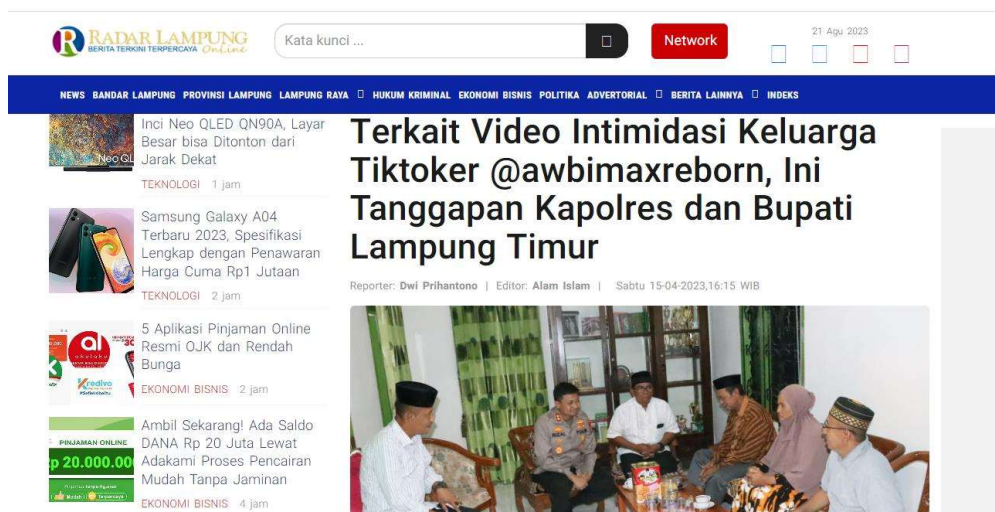 RADAR LAMPUNG
BERITA TERKINI TERPERCAYA Online
Kata kunci ...
Network
21 Agu 2023
NEWS BANDAR LAMPUNG PROVINSI LAMPUNG LAMPUNG RAYA HUKUM KRIMINAL EKONOMI BISNIS POLITIKA ADVERTORIAL BERITA LAINNYA INDEKS
Inci Neo QLED QN90A, Layar
Besar bisa Ditonton dari
Jarak Dekat
TEKNOLOGI 1 jam
Samsung Galaxy A04
Terbaru 2023, Spesifikasi
Lengkap dengan Penawaran
Harga Cuma Rp1 Jutaan
TEKNOLOGI 2 jam
5 Aplikasi Pinjaman Online
Resmi OJK dan Rendah
Bunga
EKONOMI BISNIS 2 jam
Kredivo
PINJAMAN ONLINE
Rp 20.000.00
Ambil Sekarang! Ada Saldo
DANA Rp 20 Juta Lewat
Adakami Proses Pencairan
Mudah Tanpa Jaminan
EKONOMI BISNIS 4 jam
Terkait Video Intimidasi Keluarga
Tiktoker @awbimaxreborn, Ini
Tanggapan Kapolres dan Bupati
Lampung Timur
Reporter: Dwi Prihantono | Editor: Alam Islam | Sabtu 15-04-2023,16:15 WIB